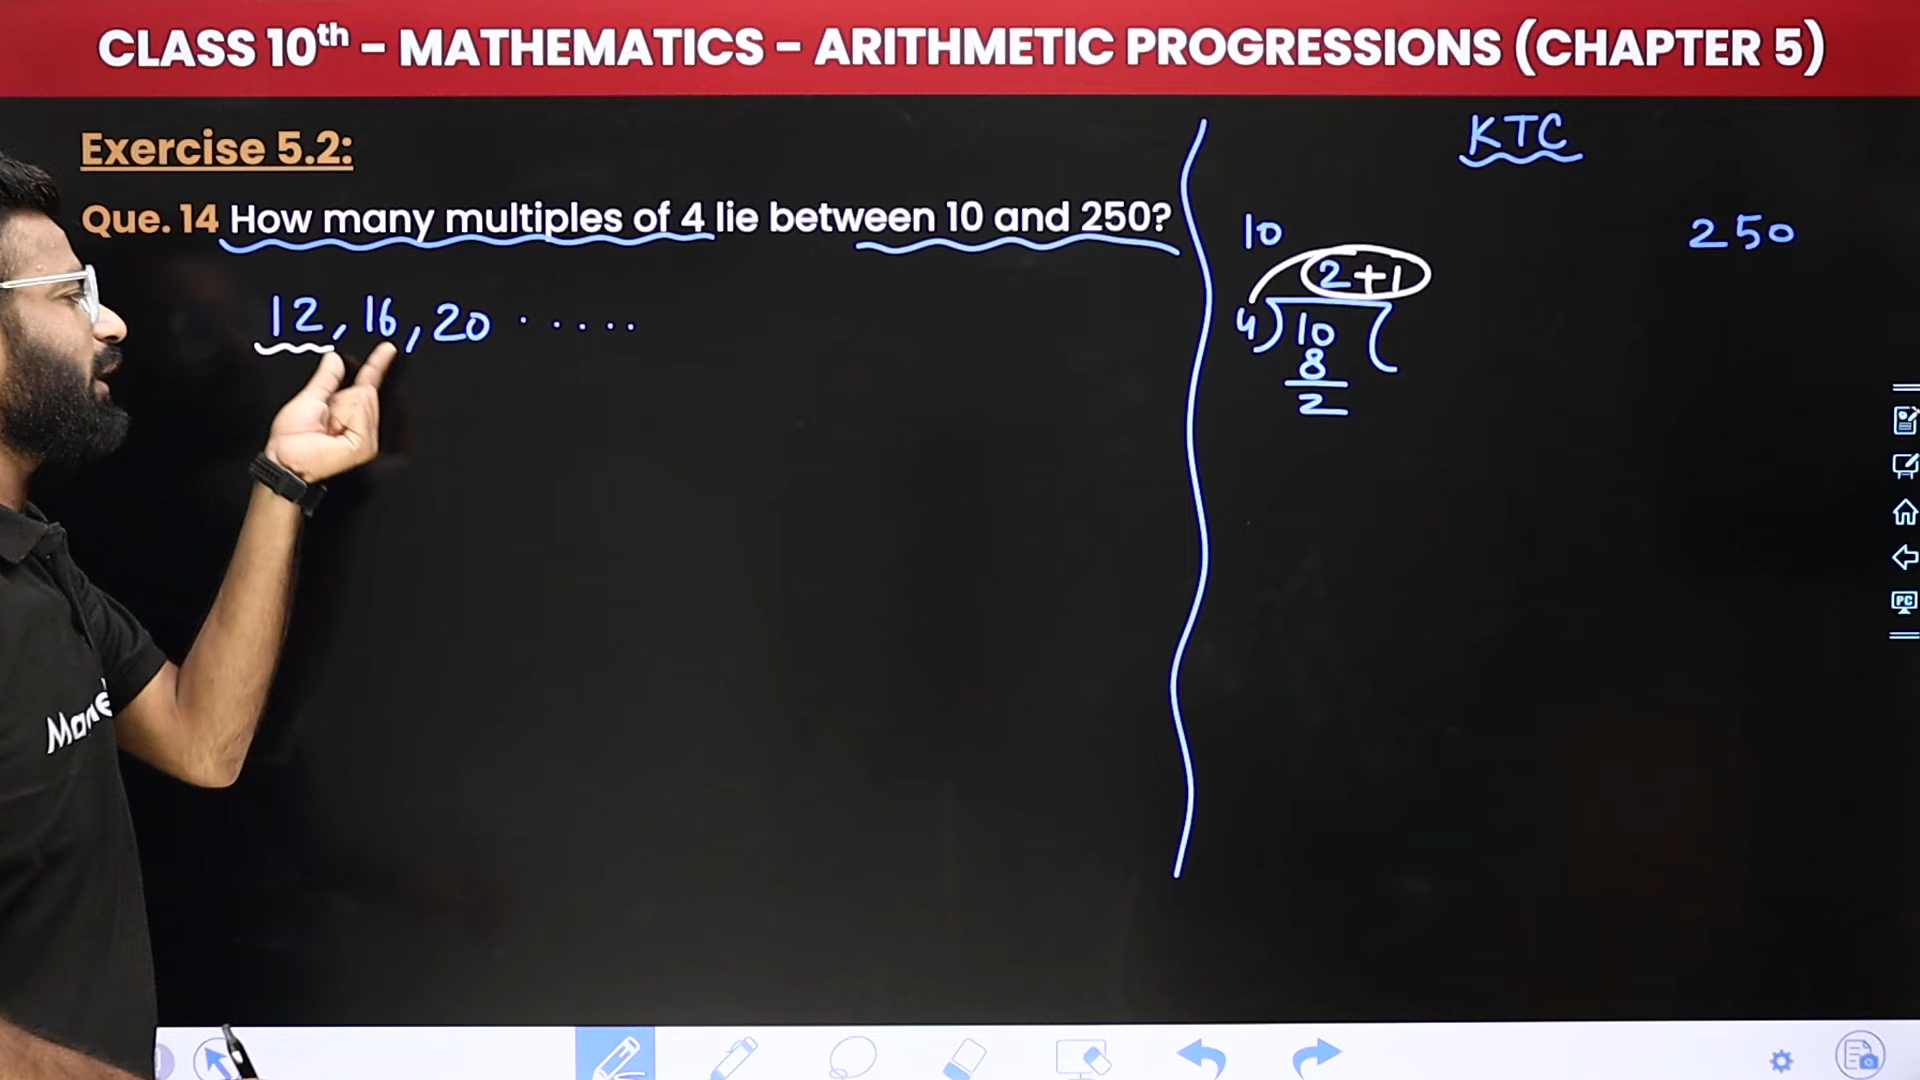 CLASS 10th - MATHEMATICS - ARITHMETIC PROGRESSIONS (CHAPTER 5)
Exercise 5.2:
Que. 14 How many multiples of 4 lie between 10 and 250?
12, 16, 20 .....
KTC
10
250
2+1
4) 10 (
8
2
PC